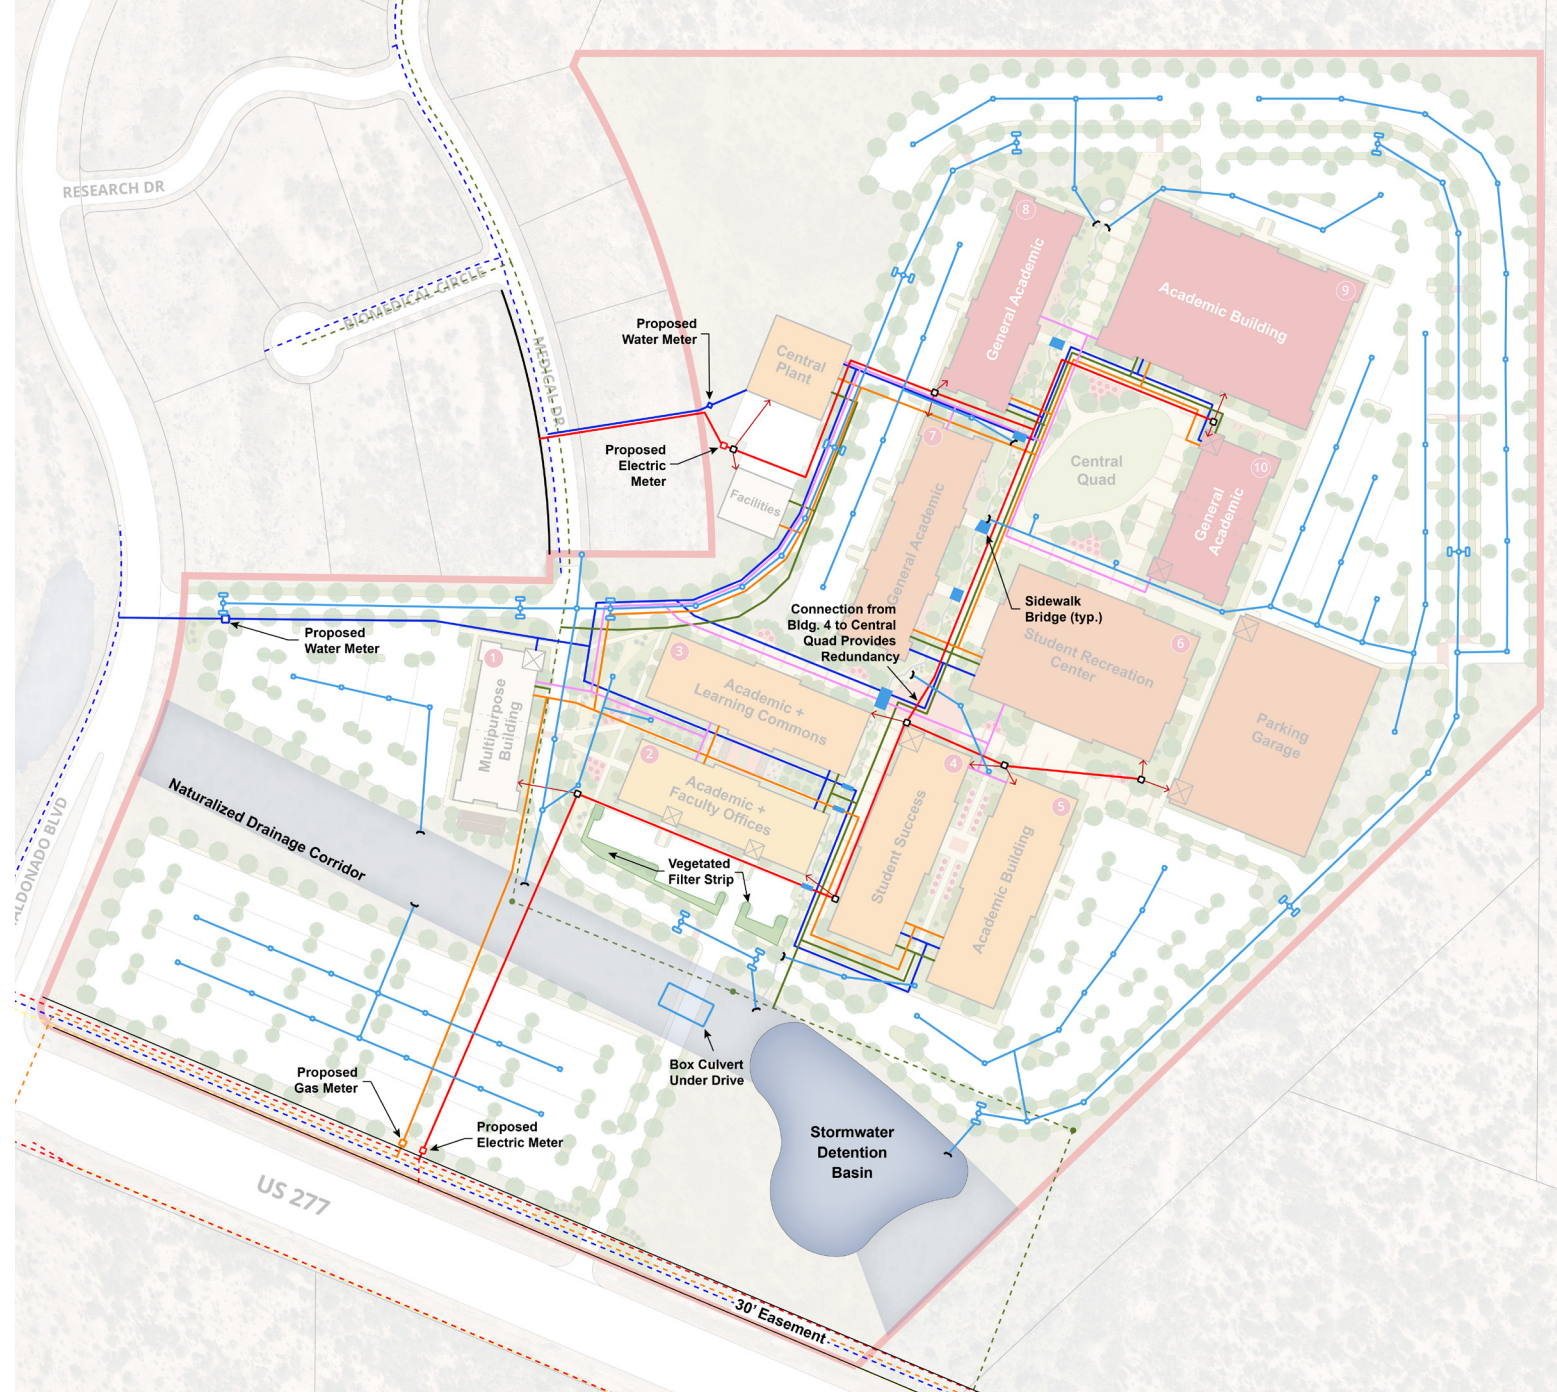 RESEARCH DR
BIOMEDICAL CIRCLE
MEDICAL DR
Proposed
Water Meter
Central
Plant
Proposed
Electric
Meter
Facilities
8
General Academic
Academic Building
9
7
General Academic
Central
Quad
10
General
Academic
Proposed
Water Meter
Connection from
Bldg. 4 to Central
Quad Provides
Redundancy
Sidewalk
Bridge (typ.)
1
Multipurpose
Building
3
Academic +
Learning Commons
6
Student Recreation
Center
Parking
Garage
2
Academic +
Faculty Offices
4
Student Success
5
Academic Building
Naturalized Drainage Corridor
Vegetated
Filter Strip
ALDONADO BLVD
Box Culvert
Under Drive
Proposed
Gas Meter
Proposed
Electric Meter
Stormwater
Detention
Basin
US 277
30' Easement